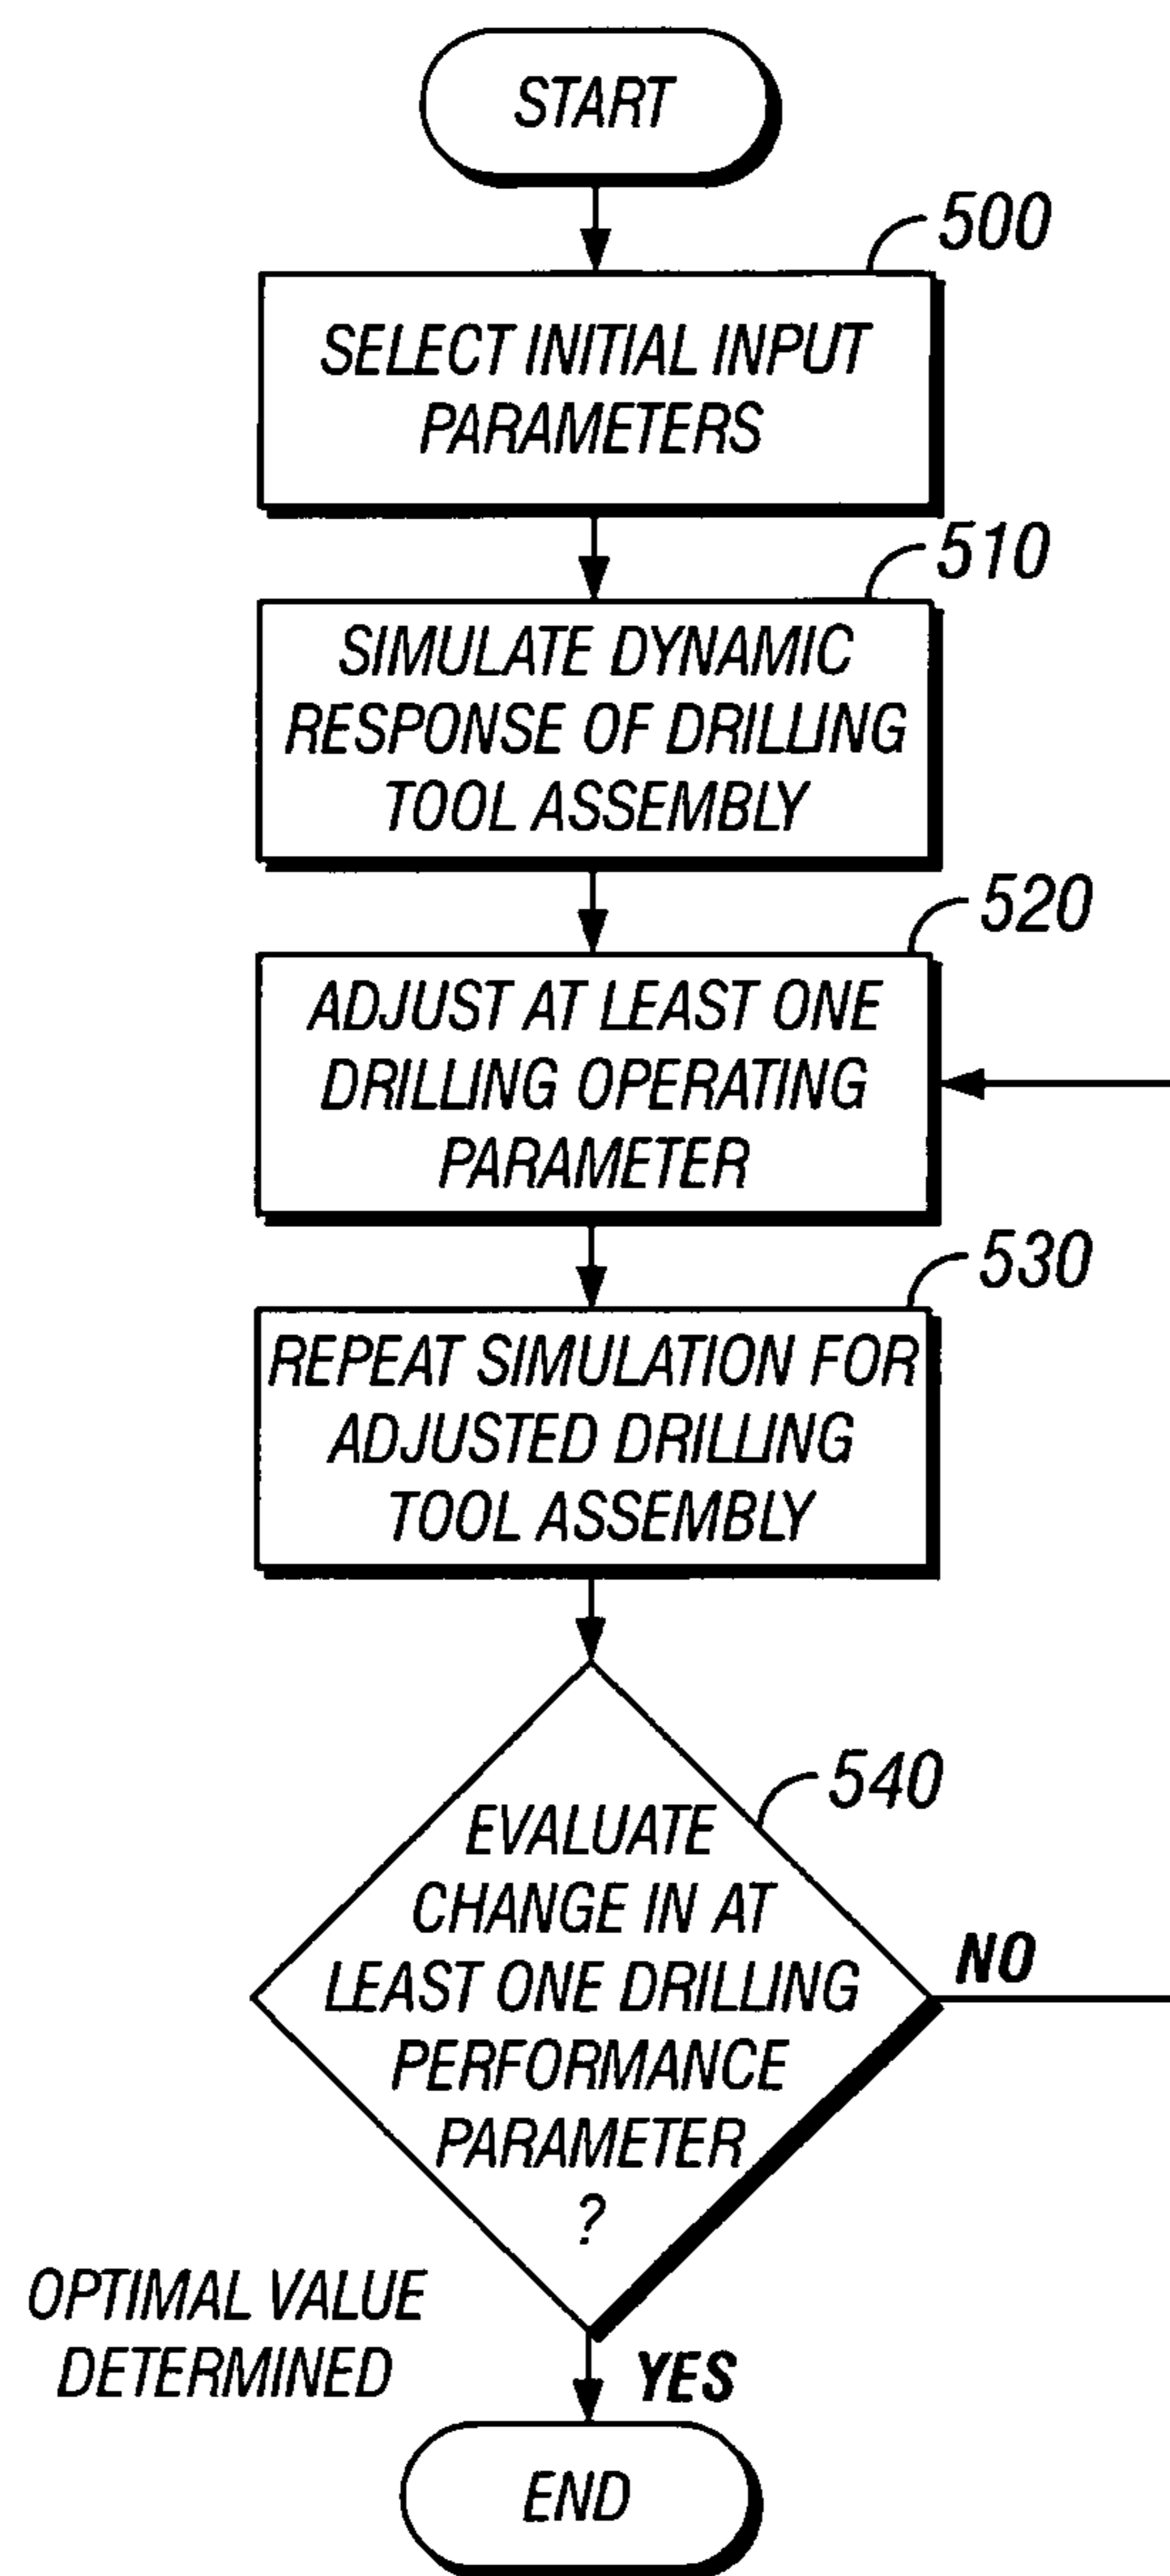 START
500
SELECT INITIAL INPUT
PARAMETERS
510
SIMULATE DYNAMIC
RESPONSE OF DRILLING
TOOL ASSEMBLY
520
ADJUST AT LEAST ONE
DRILLING OPERATING
PARAMETER
530
REPEAT SIMULATION FOR
ADJUSTED DRILLING
TOOL ASSEMBLY
540
EVALUATE
CHANGE IN AT
LEAST ONE DRILLING
PERFORMANCE
PARAMETER
?
NO
OPTIMAL VALUE
DETERMINED
YES
END